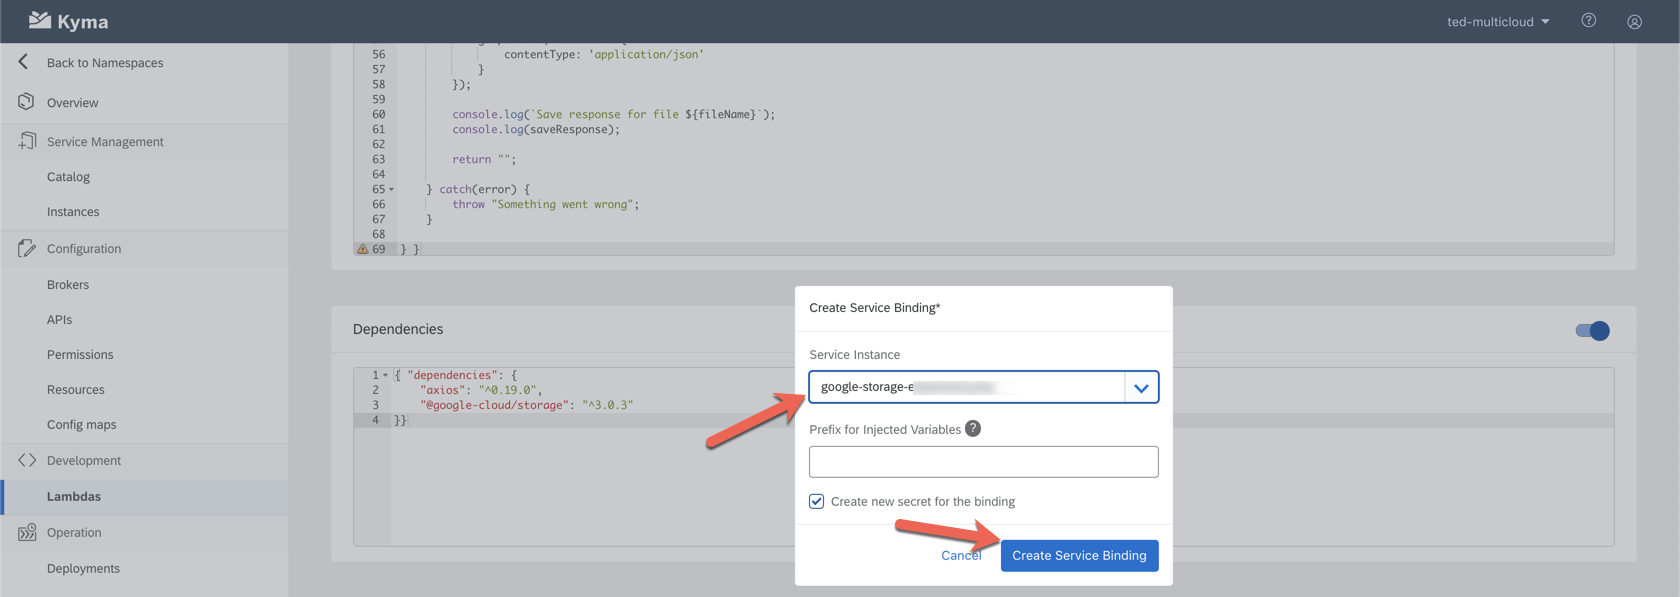 Kyma
ted-multicloud
Back to Namespaces
Overview
Service Management
Catalog
Instances
Configuration
Brokers
APIs
Permissions
Resources
Config maps
Development
Lambdas
Operation
Deployments
56 contentType: 'application/json'
57 }
58 });
59
60 console.log(`Save response for file ${fileName}`);
61 console.log(saveResponse);
62
63 return "";
64
65 } catch(error) {
66 throw "Something went wrong";
67 }
68
69 } }
Dependencies
1 { "dependencies": {
2 "axios": "^0.19.0",
3 "@google-cloud/storage": "^3.0.3"
4 }}
Create Service Binding*
Service Instance
google-storage-e
Prefix for Injected Variables ?
Create new secret for the binding
Cancel
Create Service Binding